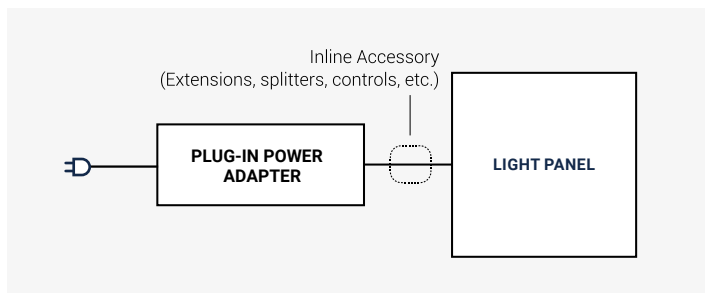 Inline Accessory
(Extensions, splitters, controls, etc.)
PLUG-IN POWER
ADAPTER
LIGHT PANEL